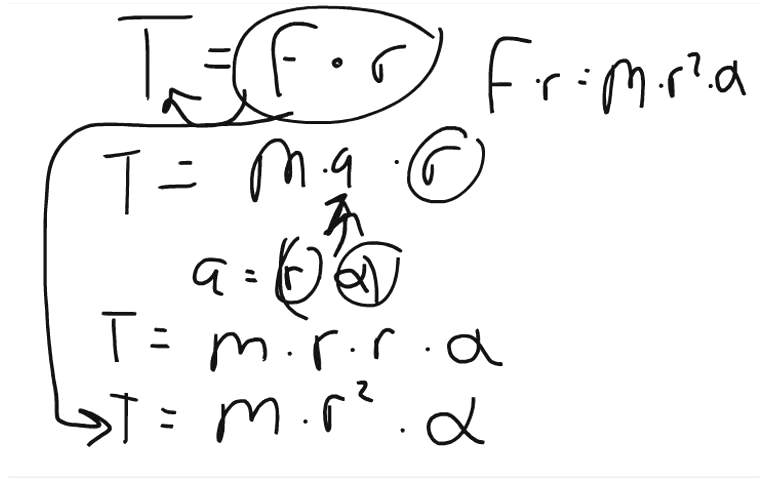 T = F · r
F · r = m · r² · α
T = m · a · r
a = r α
T = m · r · r · α
T = m · r² · α